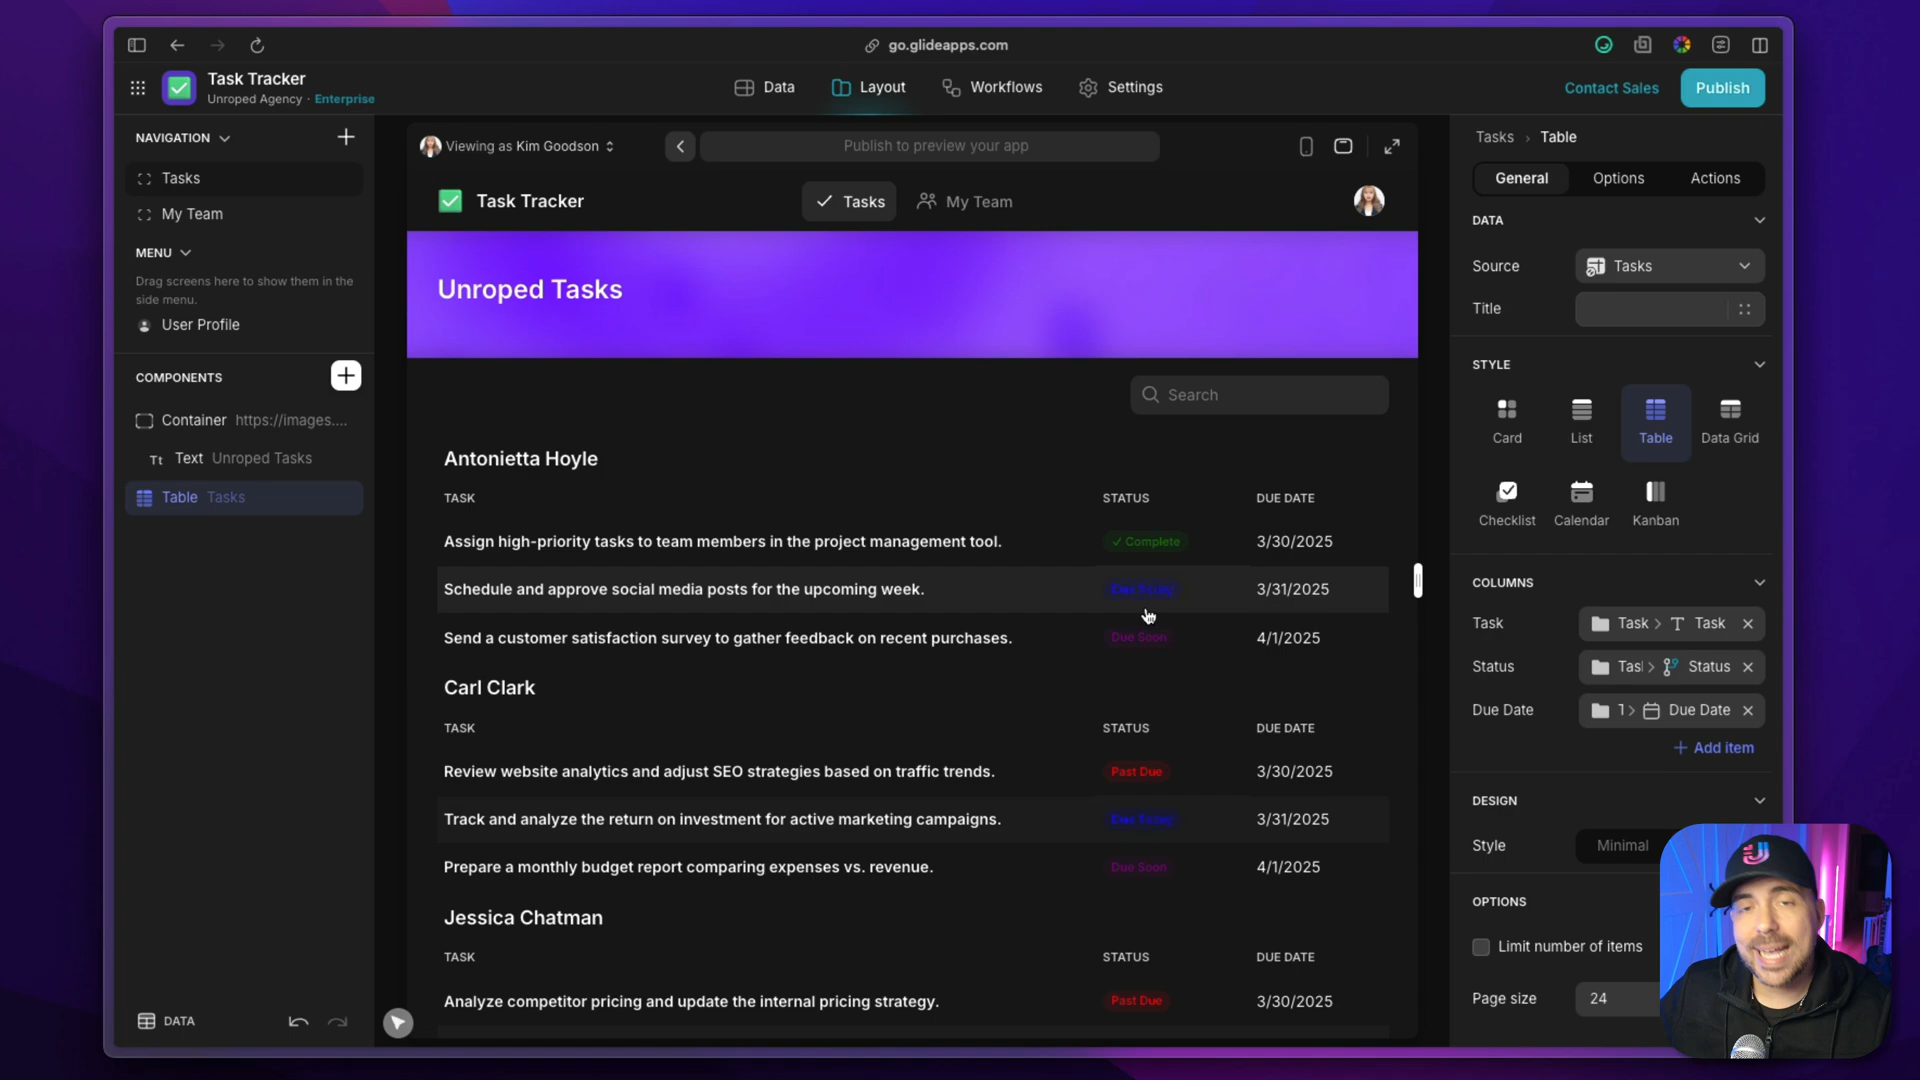 go.glideapps.com
Task Tracker
Unroped Agency · Enterprise
Data
Layout
Workflows
Settings
Contact Sales
Publish
NAVIGATION
Tasks
My Team
MENU
Drag screens here to show them in the
side menu.
User Profile
COMPONENTS
Container https://images....
Tt Text Unroped Tasks
Table Tasks
DATA
Viewing as Kim Goodson
Publish to preview your app
Task Tracker
Tasks
My Team
Unroped Tasks
Search
Antonietta Hoyle
TASK STATUS DUE DATE
Assign high-priority tasks to team members in the project management tool. ✓ Complete 3/30/2025
Schedule and approve social media posts for the upcoming week. Due Today 3/31/2025
Send a customer satisfaction survey to gather feedback on recent purchases. Due Soon 4/1/2025
Carl Clark
TASK STATUS DUE DATE
Review website analytics and adjust SEO strategies based on traffic trends. Past Due 3/30/2025
Track and analyze the return on investment for active marketing campaigns. Due Today 3/31/2025
Prepare a monthly budget report comparing expenses vs. revenue. Due Soon 4/1/2025
Jessica Chatman
TASK STATUS DUE DATE
Analyze competitor pricing and update the internal pricing strategy. Past Due 3/30/2025
Tasks › Table
General
Options
Actions
DATA
Source Tasks
Title
STYLE
Card
List
Table
Data Grid
Checklist
Calendar
Kanban
COLUMNS
Task Task > T Task
Status Tas > Status
Due Date T > Due Date
+ Add item
DESIGN
Style Minimal
OPTIONS
Limit number of items
Page size 24